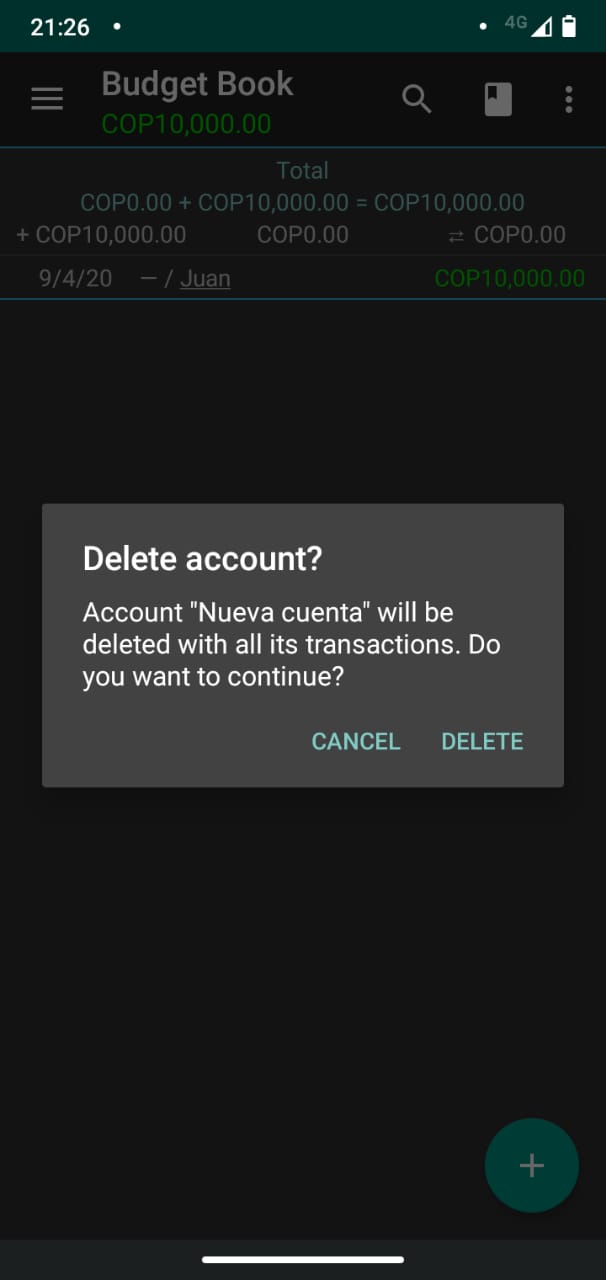 21:26
4G
Budget Book
COP10,000.00
Total
COP0.00 + COP10,000.00 = COP10,000.00
+ COP10,000.00 COP0.00 ⇄ COP0.00
9/4/20 — / Juan COP10,000.00
Delete account?
Account "Nueva cuenta" will be
deleted with all its transactions. Do
you want to continue?
CANCEL DELETE
+